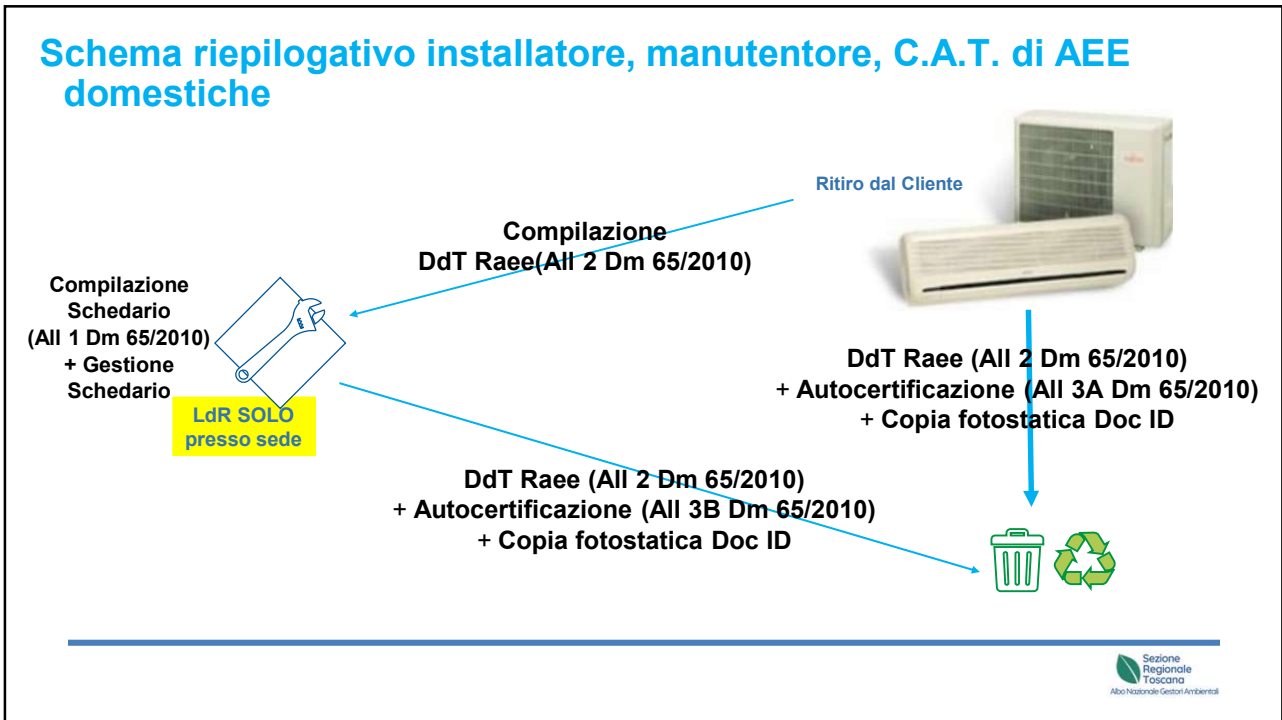 Schema riepilogativo installatore, manutentore, C.A.T. di AEE
domestiche
Ritiro dal Cliente
Compilazione
DdT Raee(All 2 Dm 65/2010)
Compilazione
Schedario
(All 1 Dm 65/2010)
+ Gestione
Schedario
LdR SOLO
presso sede
DdT Raee (All 2 Dm 65/2010)
+ Autocertificazione (All 3A Dm 65/2010)
+ Copia fotostatica Doc ID
DdT Raee (All 2 Dm 65/2010)
+ Autocertificazione (All 3B Dm 65/2010)
+ Copia fotostatica Doc ID
Sezione
Regionale
Toscana
Albo Nazionale Gestori Ambientali